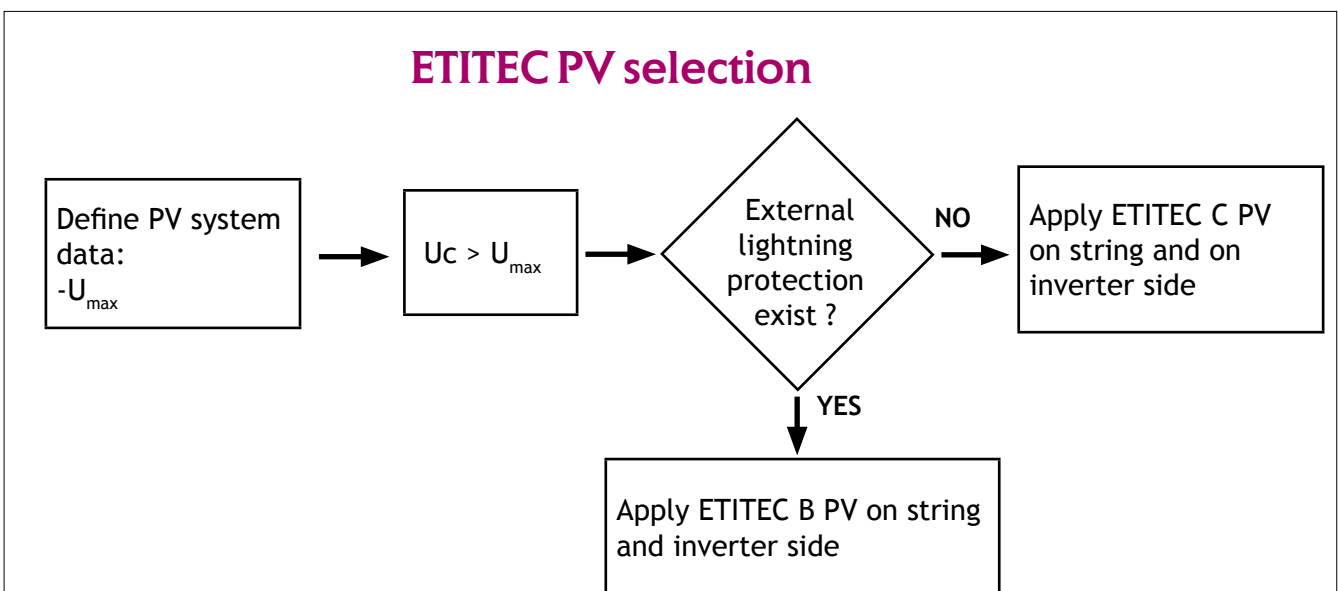 ETITEC PV selection
Define PV system
data:
-Umax
Uc > Umax
External
lightning
protection
exist ?
NO
Apply ETITEC C PV
on string and on
inverter side
YES
Apply ETITEC B PV on string
and inverter side